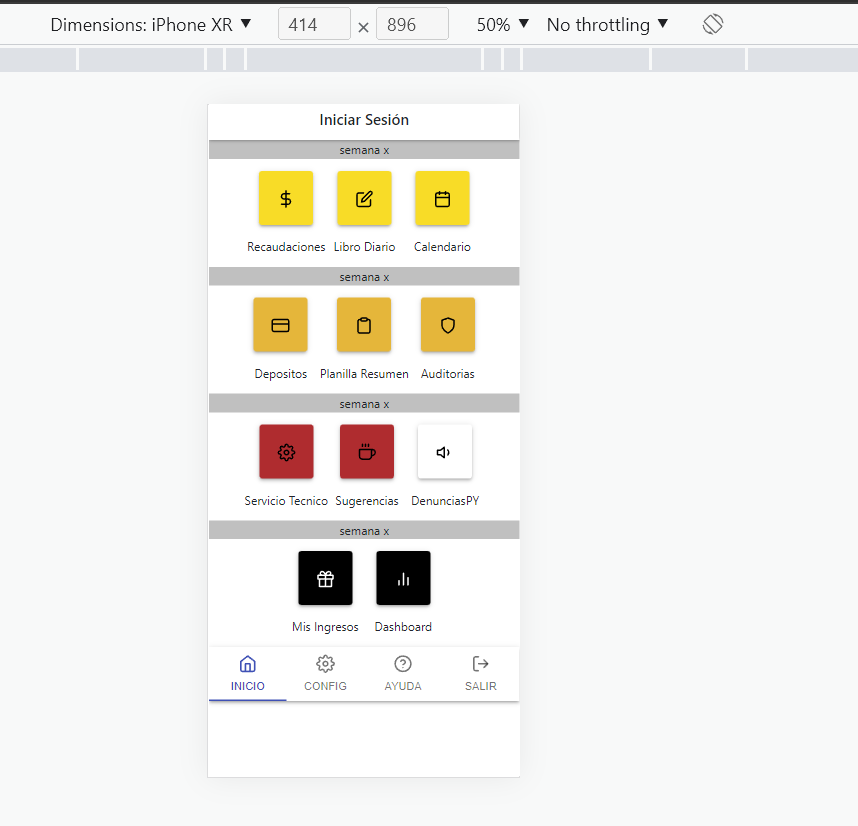 Dimensions: iPhone XR ▼ 414 × 896 50% ▼ No throttling ▼
Iniciar Sesión
semana x
Recaudaciones Libro Diario Calendario
semana x
Depositos Planilla Resumen Auditorias
semana x
Servicio Tecnico Sugerencias DenunciasPY
semana x
Mis Ingresos Dashboard
INICIO CONFIG AYUDA SALIR